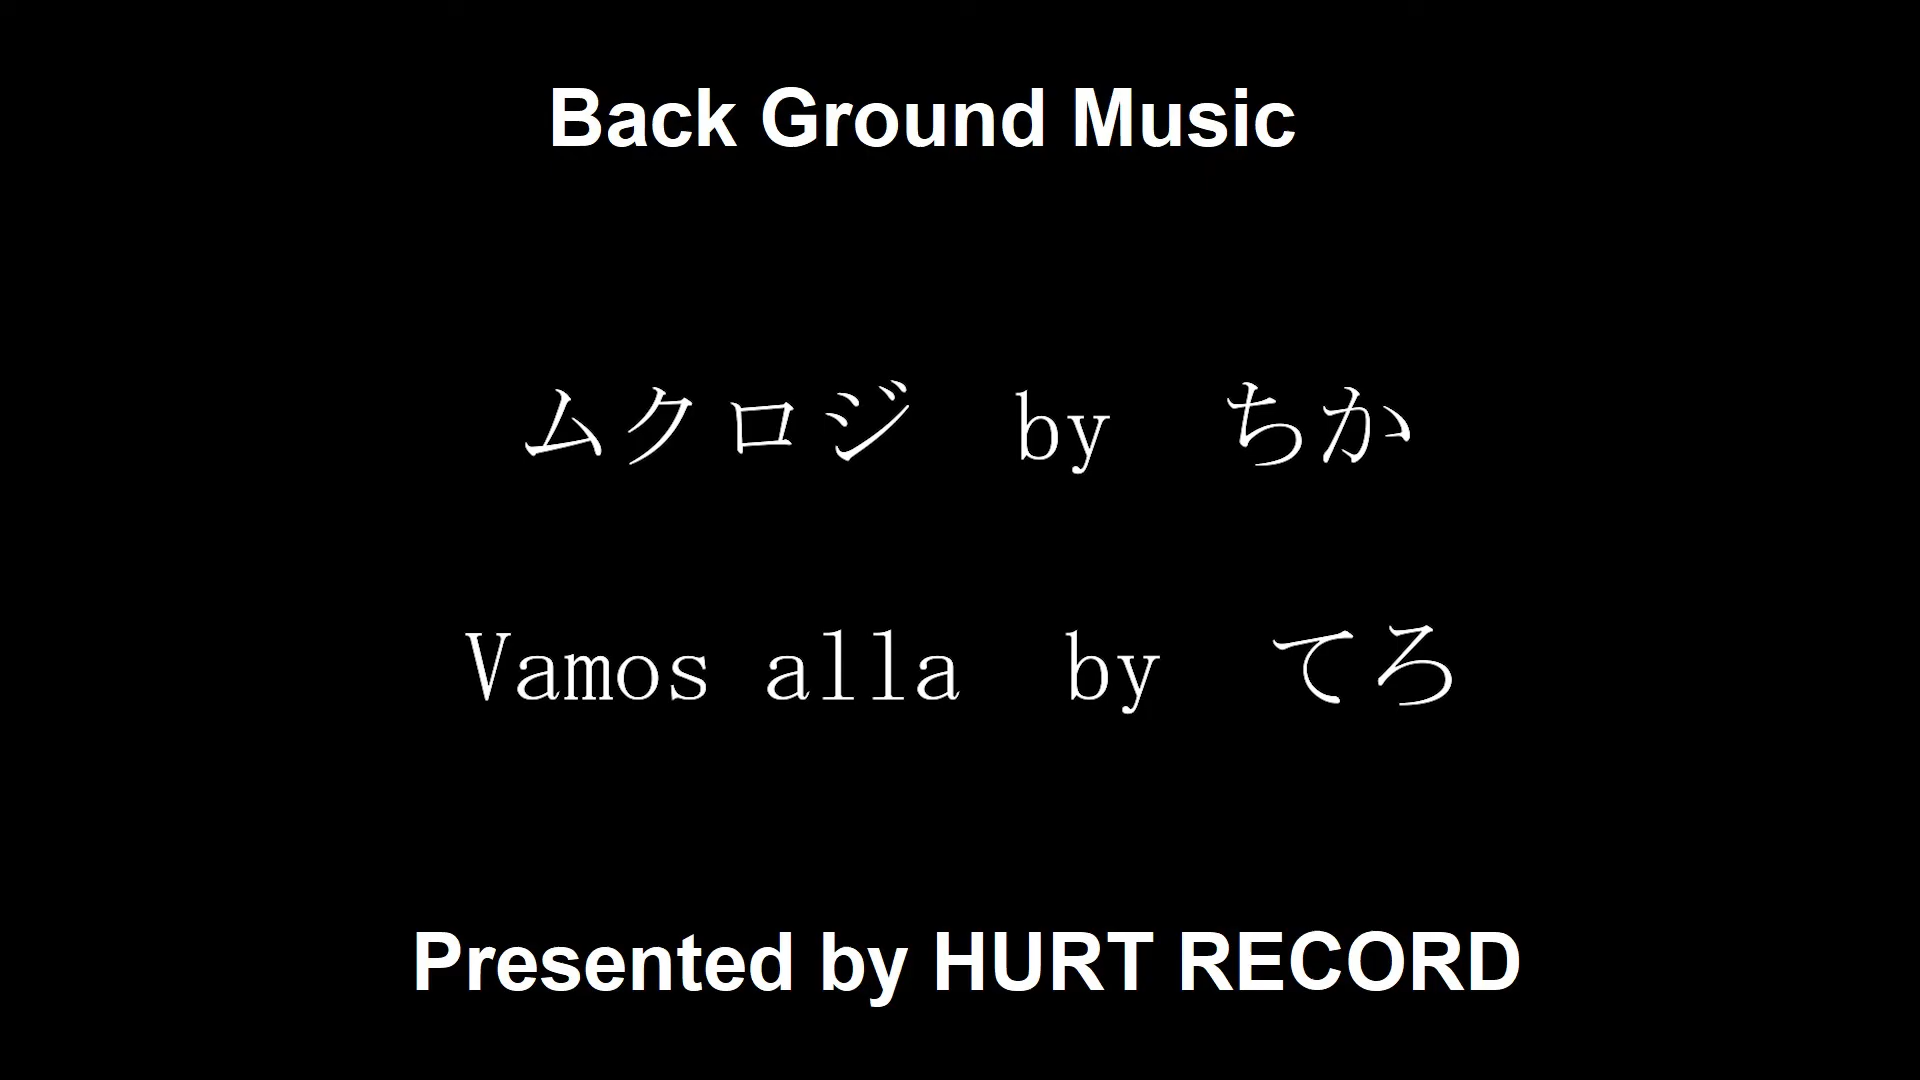 Back Ground Music
ムクロジ　by　ちか
Vamos alla　by　てろ
Presented by HURT RECORD